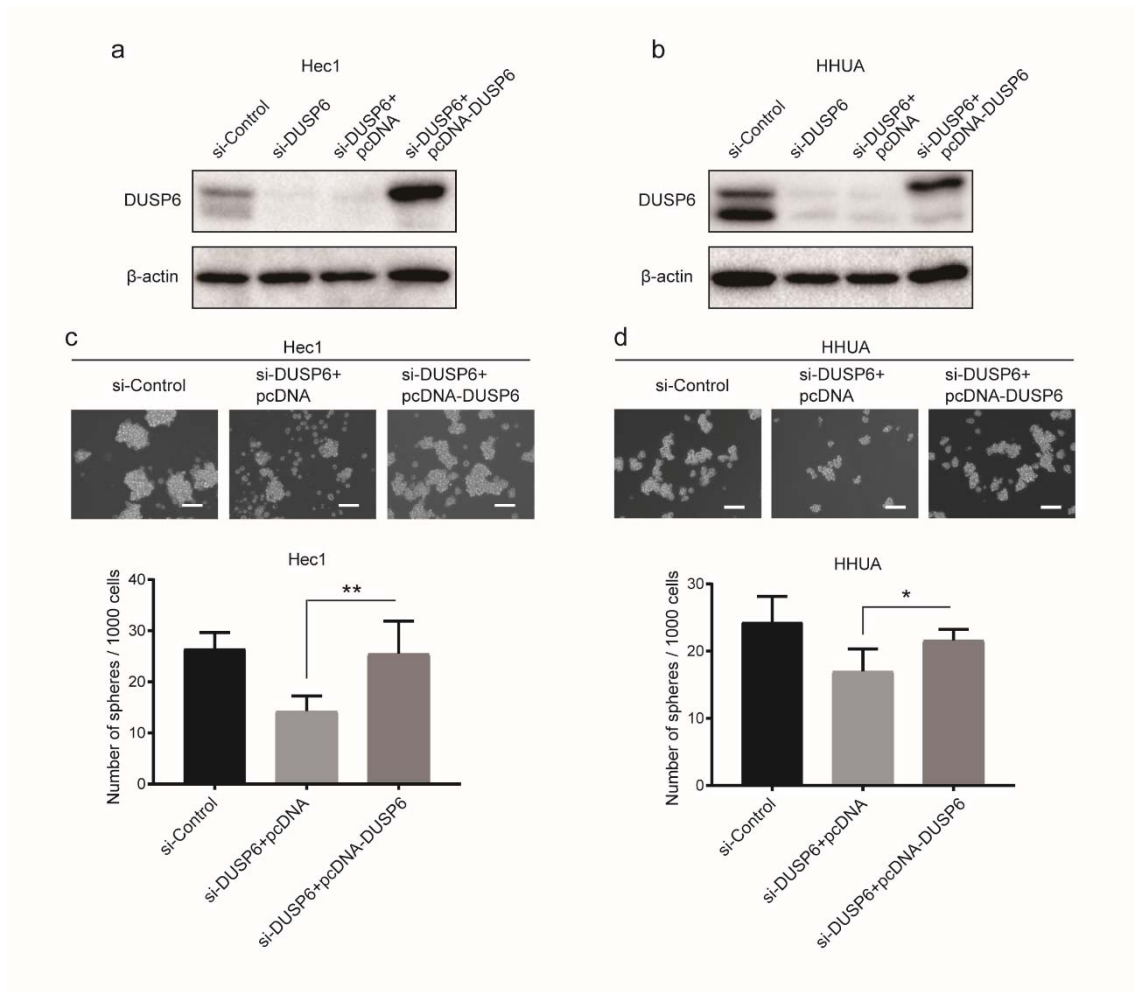 a
Hec1
si-Control
si-DUSP6
si-DUSP6+
pcDNA
si-DUSP6+
pcDNA-DUSP6
DUSP6
β-actin
b
HHUA
si-Control
si-DUSP6
si-DUSP6+
pcDNA
si-DUSP6+
pcDNA-DUSP6
DUSP6
β-actin
c
Hec1
si-Control
si-DUSP6+
pcDNA
si-DUSP6+
pcDNA-DUSP6
Hec1
Number of spheres / 1000 cells
40
30
20
10
0
**
si-Control
si-DUSP6+pcDNA
si-DUSP6+pcDNA-DUSP6
d
HHUA
si-Control
si-DUSP6+
pcDNA
si-DUSP6+
pcDNA-DUSP6
HHUA
Number of spheres / 1000 cells
30
20
10
0
*
si-Control
si-DUSP6+pcDNA
si-DUSP6+pcDNA-DUSP6